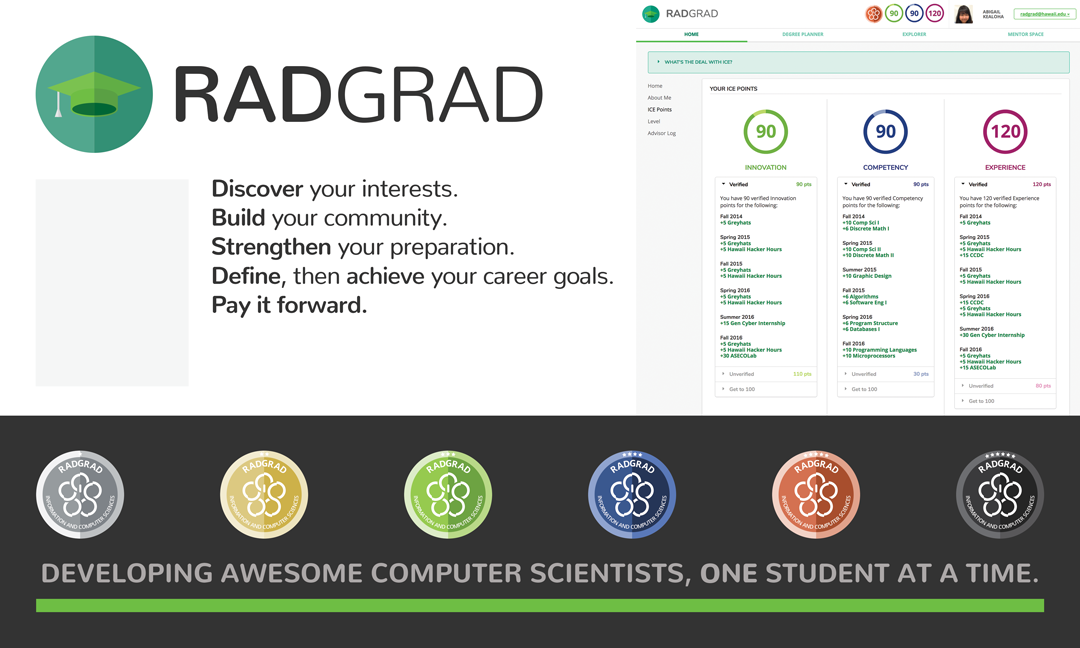 RADGRAD
Discover your interests.
Build your community.
Strengthen your preparation.
Define, then achieve your career goals.
Pay it forward.
RADGRAD
90
90
120
ABIGAIL
KEALOHA
radgrad@hawaii.edu
HOME
DEGREE PLANNER
EXPLORER
MENTOR SPACE
WHAT'S THE DEAL WITH ICE?
Home
About Me
ICE Points
Level
Advisor Log
YOUR ICE POINTS
90
INNOVATION
Verified 90 pts
You have 90 verified Innovation
points for the following:
Fall 2014
+5 Greyhats
Spring 2015
+5 Greyhats
+5 Hawaii Hacker Hours
Fall 2015
+5 Greyhats
+5 Hawaii Hacker Hours
Spring 2016
+5 Greyhats
+5 Hawaii Hacker Hours
Summer 2016
+15 Gen Cyber Internship
Fall 2016
+5 Greyhats
+5 Hawaii Hacker Hours
+30 ASECOLab
Unverified 110 pts
Get to 100
90
COMPETENCY
Verified 90 pts
You have 90 verified Competency
points for the following:
Fall 2014
+10 Comp Sci I
+6 Discrete Math I
Spring 2015
+10 Comp Sci II
+10 Discrete Math II
Summer 2015
+10 Graphic Design
Fall 2015
+6 Algorithms
+6 Software Eng I
Spring 2016
+6 Program Structure
+6 Databases I
Fall 2016
+10 Programming Languages
+10 Microprocessors
Unverified 30 pts
Get to 100
120
EXPERIENCE
Verified 120 pts
You have 120 verified Experience
points for the following:
Fall 2014
+5 Greyhats
Spring 2015
+5 Greyhats
+5 Hawaii Hacker Hours
+15 CCDC
Fall 2015
+5 Greyhats
+5 Hawaii Hacker Hours
Spring 2016
+15 CCDC
+5 Greyhats
+5 Hawaii Hacker Hours
Summer 2016
+30 Gen Cyber Internship
Fall 2016
+5 Greyhats
+5 Hawaii Hacker Hours
+15 ASECOLab
Unverified 80 pts
Get to 100
RADGRAD
INFORMATION AND COMPUTER SCIENCES
RADGRAD
INFORMATION AND COMPUTER SCIENCES
RADGRAD
INFORMATION AND COMPUTER SCIENCES
RADGRAD
INFORMATION AND COMPUTER SCIENCES
RADGRAD
INFORMATION AND COMPUTER SCIENCES
RADGRAD
INFORMATION AND COMPUTER SCIENCES
DEVELOPING AWESOME COMPUTER SCIENTISTS, ONE STUDENT AT A TIME.